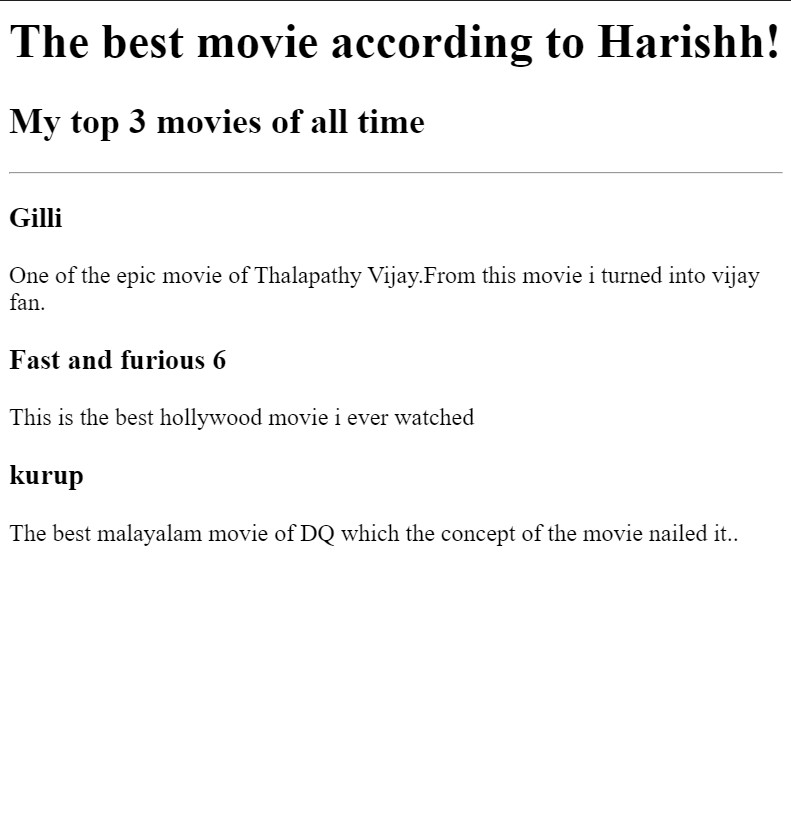 The best movie according to Harishh!
My top 3 movies of all time
Gilli
One of the epic movie of Thalapathy Vijay.From this movie i turned into vijay
fan.
Fast and furious 6
This is the best hollywood movie i ever watched
kurup
The best malayalam movie of DQ which the concept of the movie nailed it..